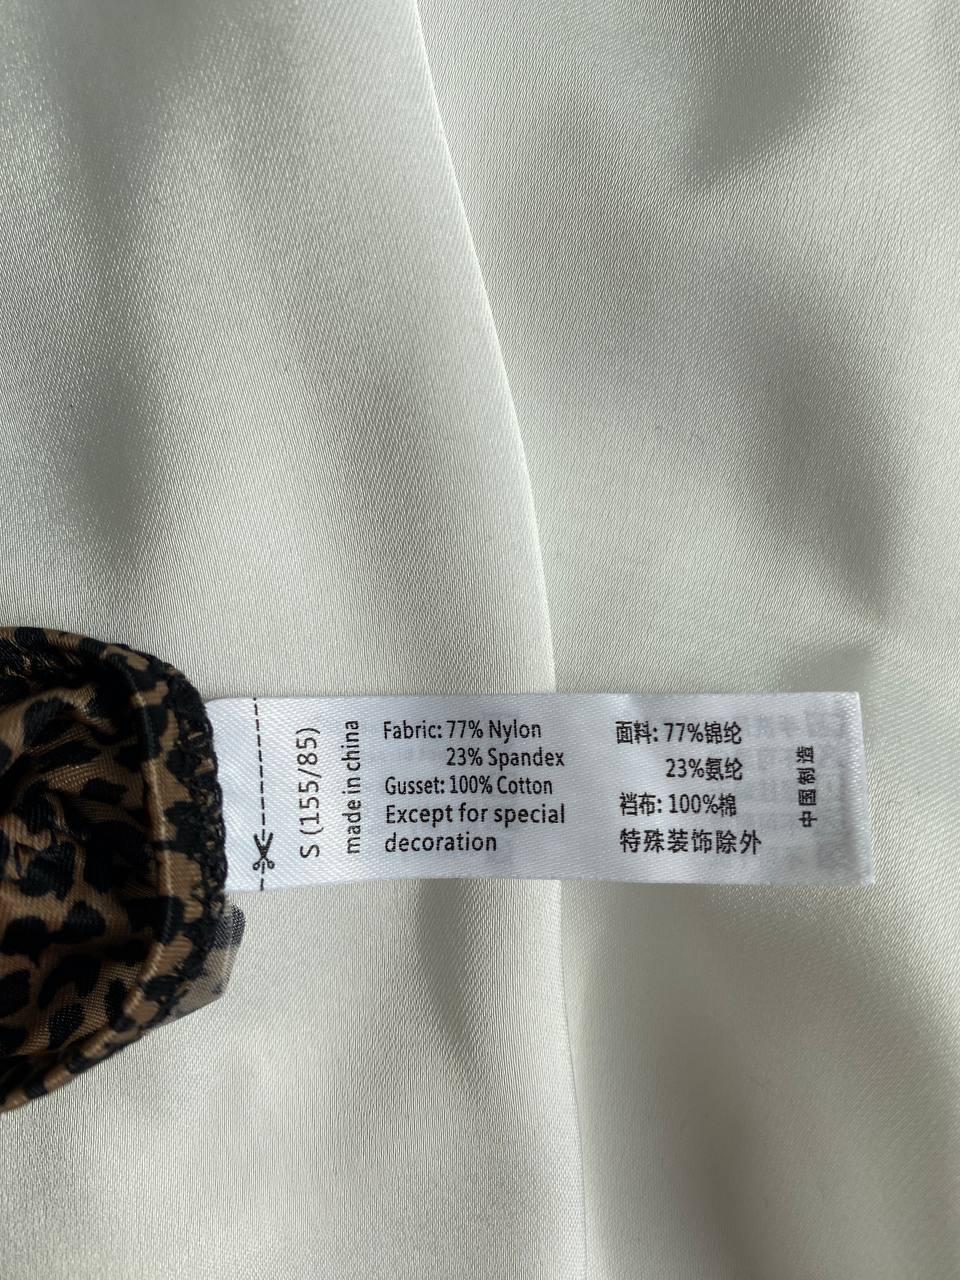 S (155/85)
made in china
Fabric: 77% Nylon
23% Spandex
Gusset: 100% Cotton
Except for special
decoration
面料: 77%锦纶
23%氨纶
裆布: 100%棉
特殊装饰除外
中国制造